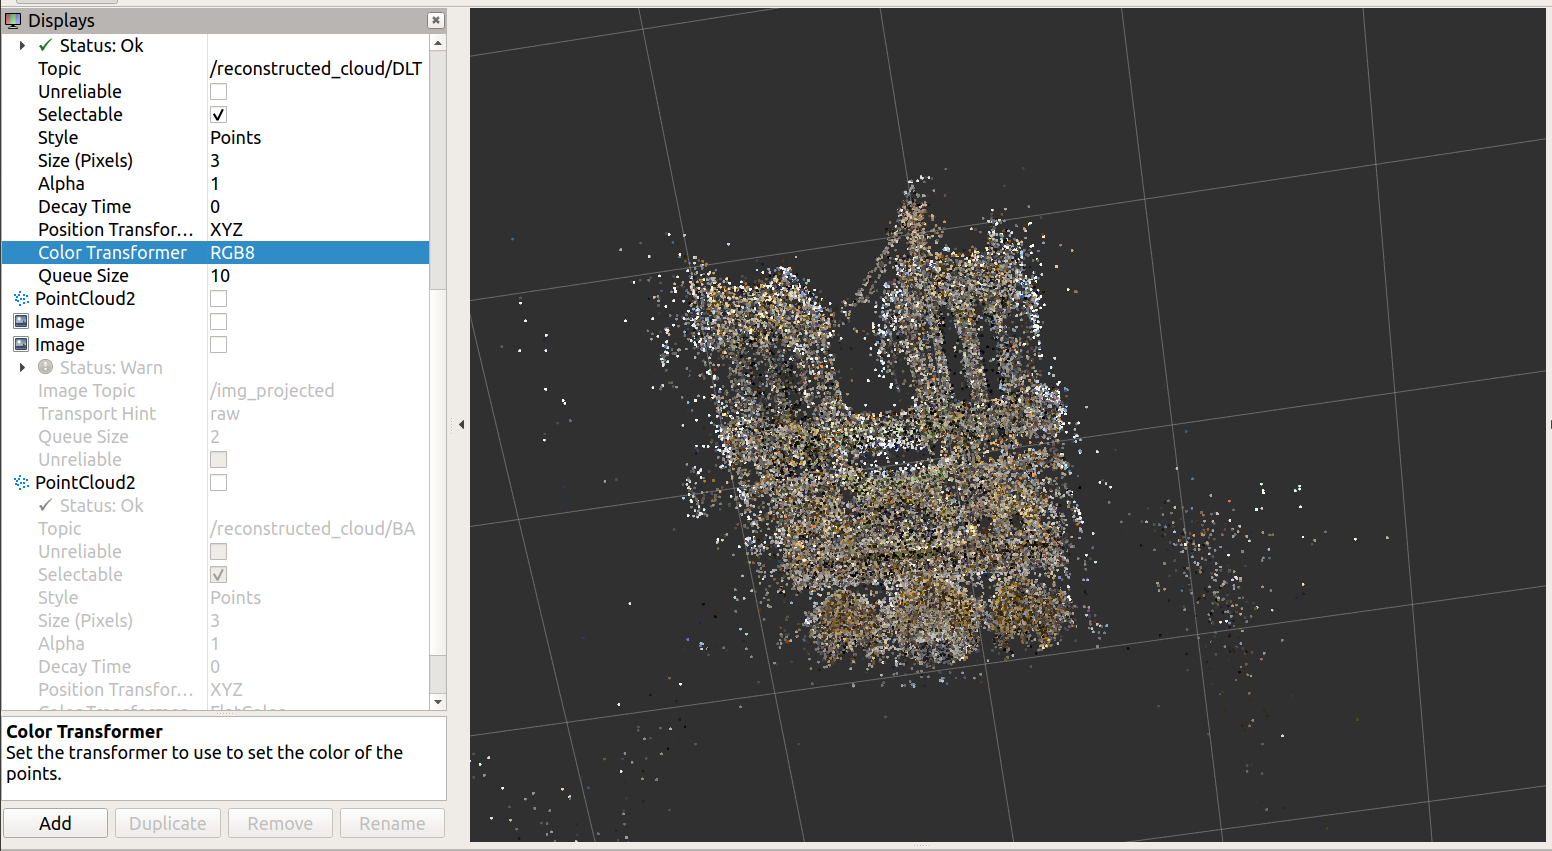 Displays
Status: Ok
Topic /reconstructed_cloud/DLT
Unreliable
Selectable
Style Points
Size (Pixels) 3
Alpha 1
Decay Time 0
Position Transfor... XYZ
Color Transformer RGB8
Queue Size 10
PointCloud2
Image
Image
Status: Warn
Image Topic /img_projected
Transport Hint raw
Queue Size 2
Unreliable
PointCloud2
Status: Ok
Topic /reconstructed_cloud/BA
Unreliable
Selectable
Style Points
Size (Pixels) 3
Alpha 1
Decay Time 0
Position Transfor... XYZ
Color Transformer
Set the transformer to use to set the color of the
points.
Add Duplicate Remove Rename